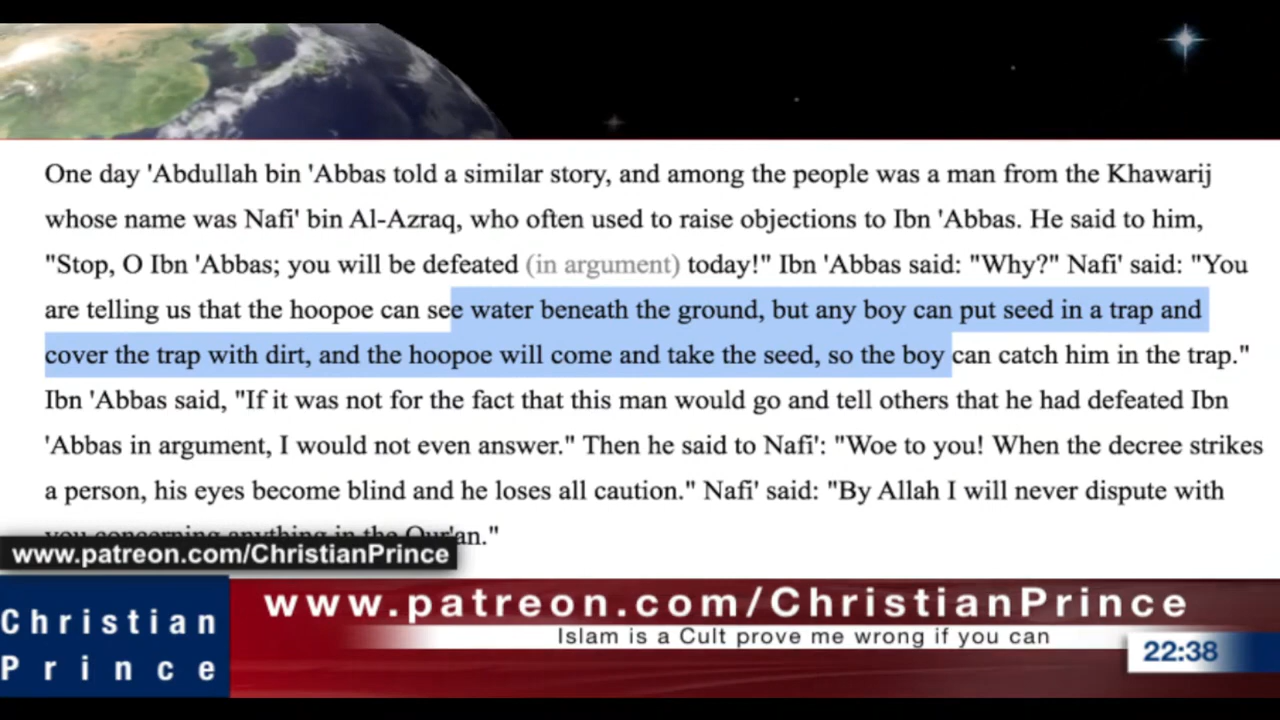 One day 'Abdullah bin 'Abbas told a similar story, and among the people was a man from the Khawarij
whose name was Nafi' bin Al-Azraq, who often used to raise objections to Ibn 'Abbas. He said to him,
"Stop, O Ibn 'Abbas; you will be defeated (in argument) today!" Ibn 'Abbas said: "Why?" Nafi' said: "You
are telling us that the hoopoe can see water beneath the ground, but any boy can put seed in a trap and
cover the trap with dirt, and the hoopoe will come and take the seed, so the boy can catch him in the trap."
Ibn 'Abbas said, "If it was not for the fact that this man would go and tell others that he had defeated Ibn
'Abbas in argument, I would not even answer." Then he said to Nafi': "Woe to you! When the decree strikes
a person, his eyes become blind and he loses all caution." Nafi' said: "By Allah I will never dispute with
you concerning anything in the Qur'an."
www.patreon.com/ChristianPrince
www.patreon.com/ChristianPrince
Islam is a Cult prove me wrong if you can
Christian
Prince
22:38